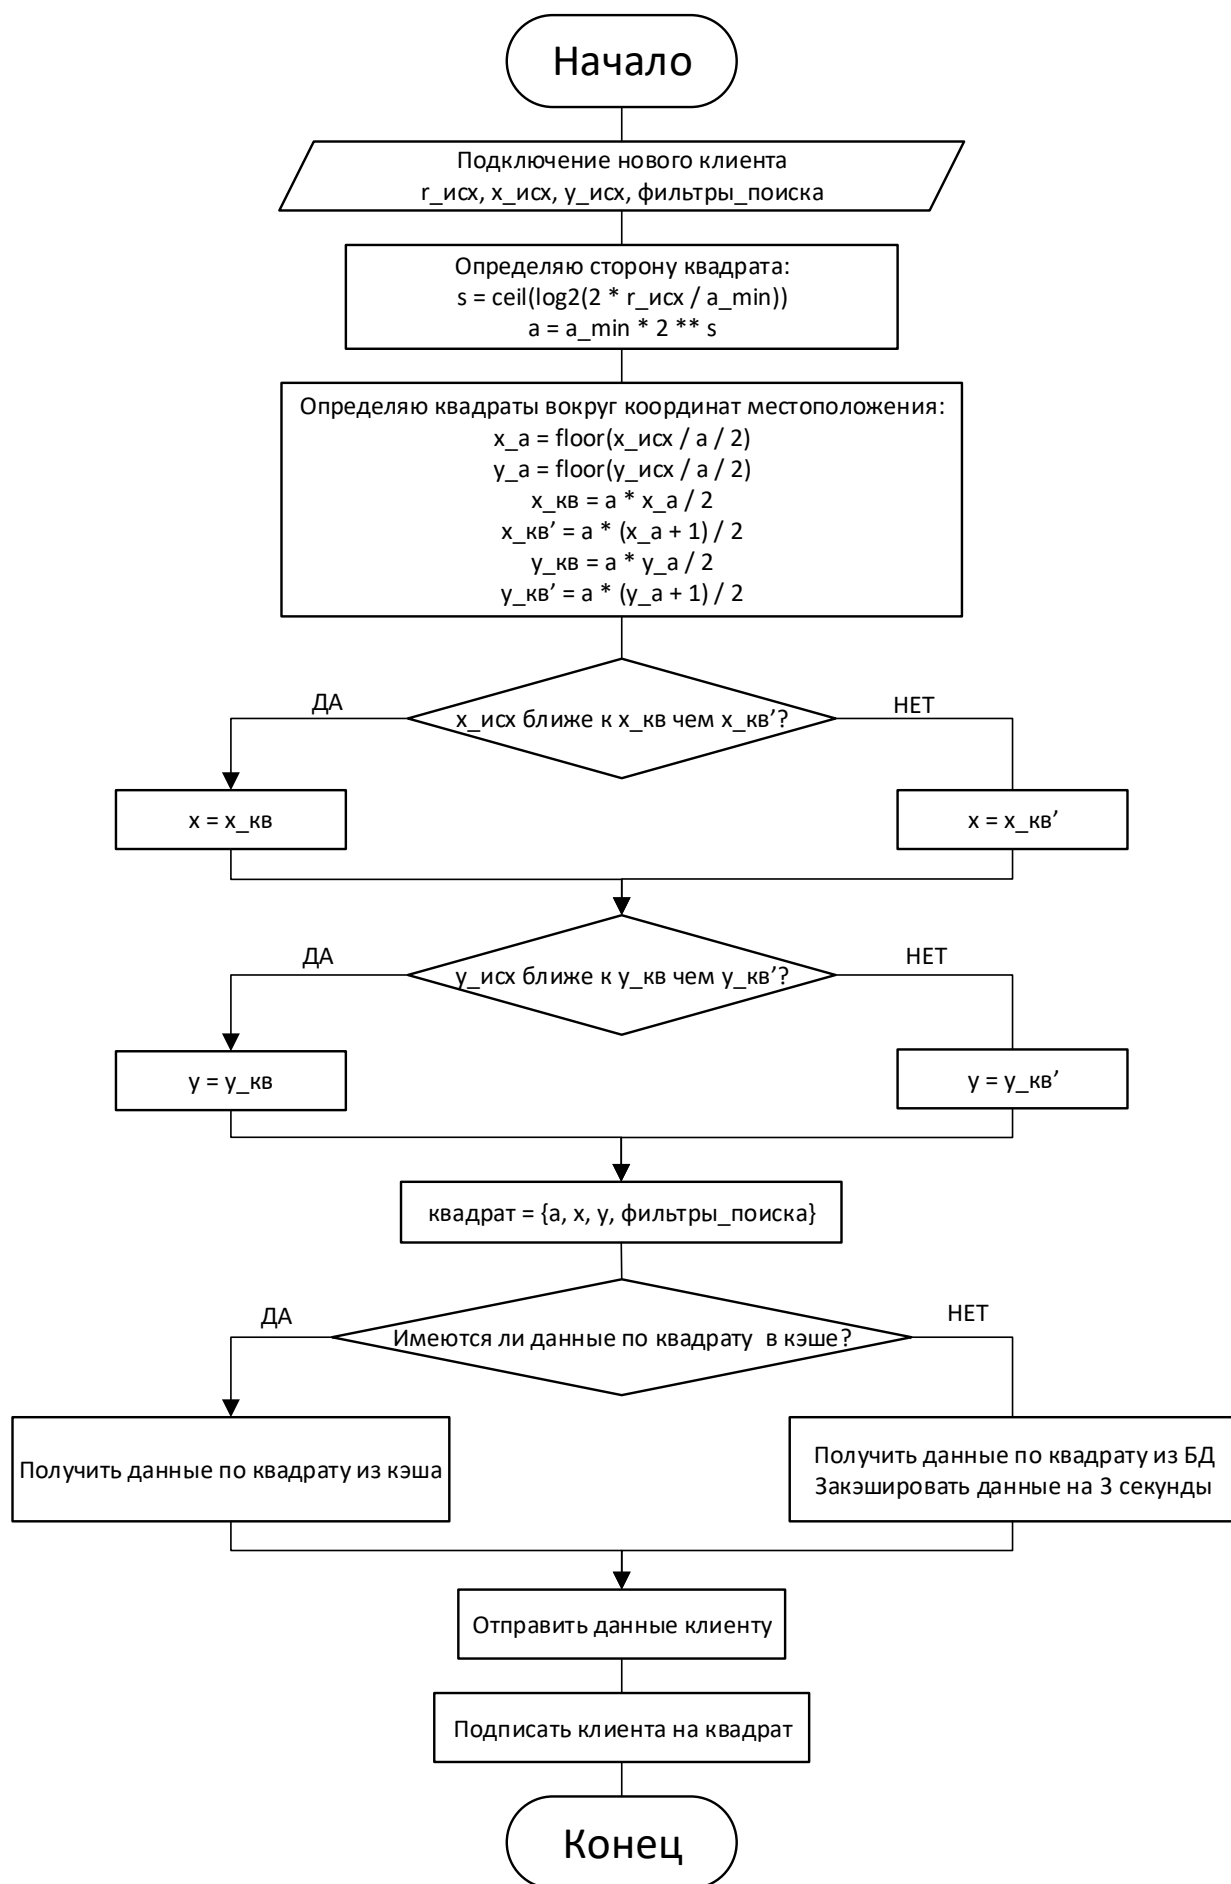 Начало
Подключение нового клиента
r_исх, x_исх, y_исх, фильтры_поиска
Определяю сторону квадрата:
s = ceil(log2(2 * r_исх / a_min))
a = a_min * 2 ** s
Определяю квадраты вокруг координат местоположения:
x_a = floor(x_исх / a / 2)
y_a = floor(y_исх / a / 2)
x_кв = a * x_a / 2
x_кв’ = a * (x_a + 1) / 2
y_кв = a * y_a / 2
y_кв’ = a * (y_a + 1) / 2
ДА
x_исх ближе к x_кв чем x_кв’?
НЕТ
x = x_кв
x = x_кв’
ДА
y_исх ближе к y_кв чем y_кв’?
НЕТ
y = y_кв
y = y_кв’
квадрат = {a, x, y, фильтры_поиска}
ДА
Имеются ли данные по квадрату в кэше?
НЕТ
Получить данные по квадрату из кэша
Получить данные по квадрату из БД
Закэшировать данные на 3 секунды
Отправить данные клиенту
Подписать клиента на квадрат
Конец